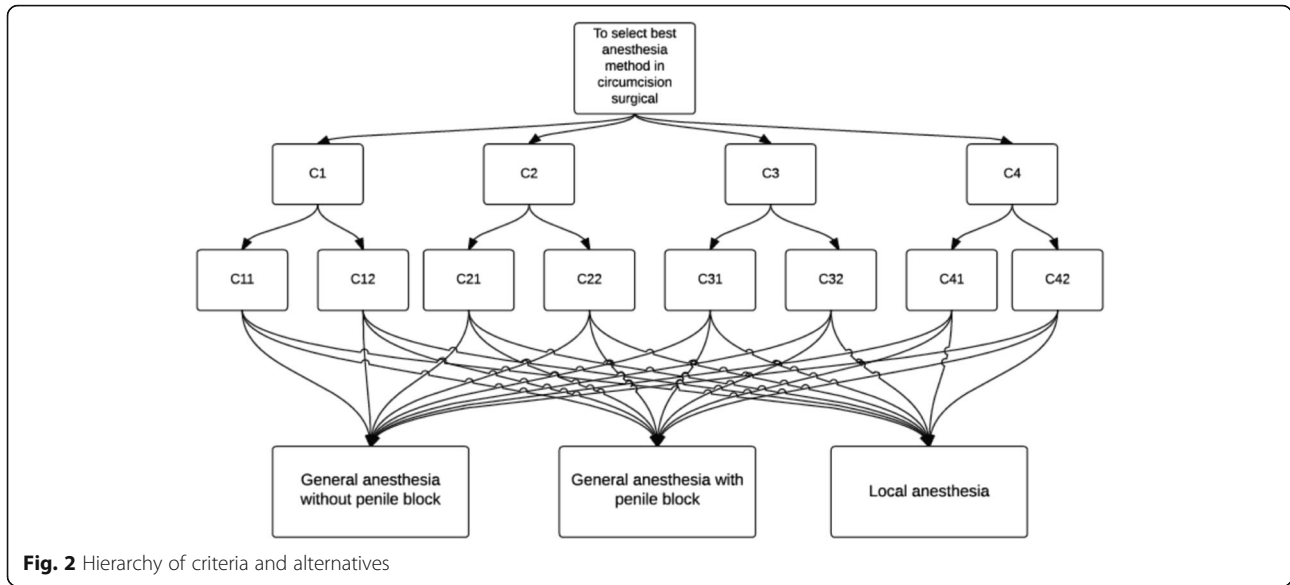 To select best
anesthesia
method in
circumcision
surgical
C1
C2
C3
C4
C11
C12
C21
C22
C31
C32
C41
C42
General anesthesia
without penile block
General anesthesia with
penile block
Local anesthesia
Fig. 2 Hierarchy of criteria and alternatives